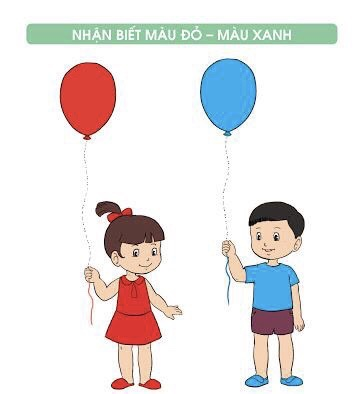 NHẬN BIẾT MÀU ĐỎ – MÀU XANH